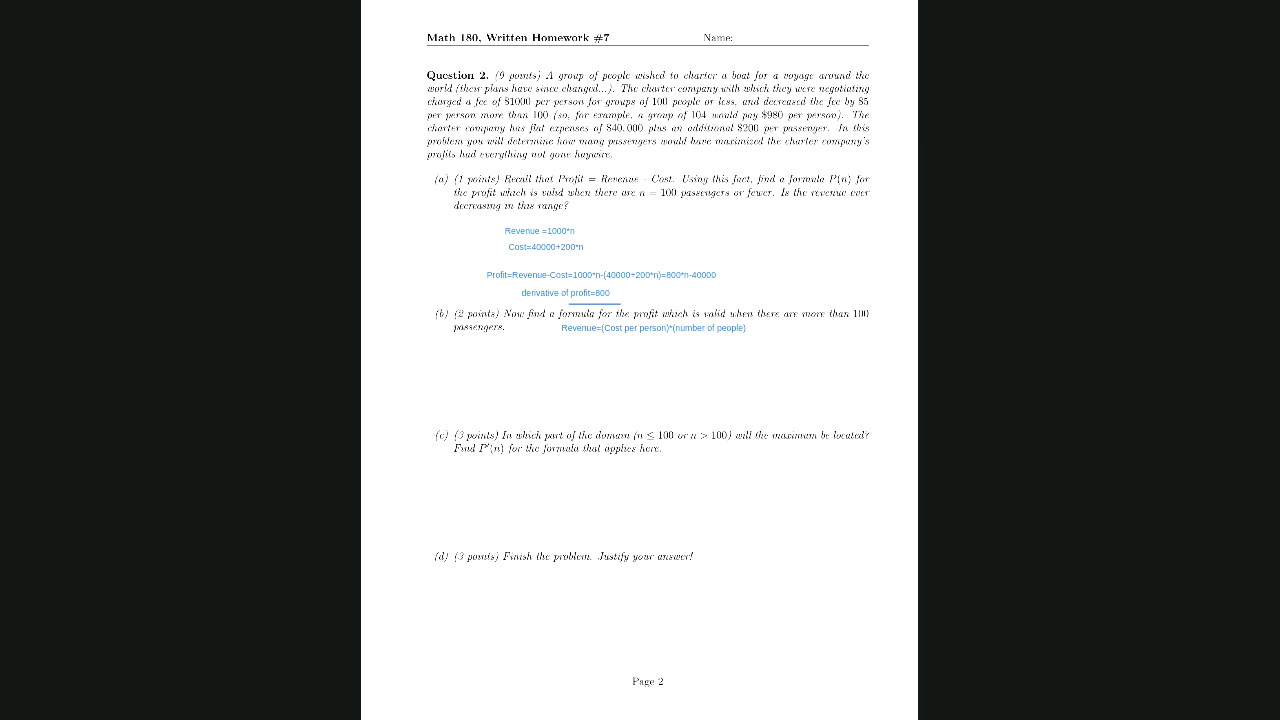 Math 180, Written Homework #7 Name:
Question 2. (9 points) A group of people wished to charter a boat for a voyage around the
world (their plans have since changed...). The charter company with which they were negotiating
charged a fee of $1000 per person for groups of 100 people or less, and decreased the fee by $5
per person more than 100 (so, for example, a group of 104 would pay $980 per person). The
charter company has flat expenses of $40,000 plus an additional $200 per passenger. In this
problem you will determine how many passengers would have maximized the charter company's
profits had everything not gone haywire.
(a) (1 points) Recall that Profit = Revenue - Cost. Using this fact, find a formula P(n) for
the profit which is valid when there are n = 100 passengers or fewer. Is the revenue ever
decreasing in this range?
Revenue =1000*n
Cost=40000+200*n
Profit=Revenue-Cost=1000*n-(40000+200*n)=800*n-40000
derivative of profit=800
(b) (2 points) Now find a formula for the profit which is valid when there are more than 100
passengers. Revenue=(Cost per person)*(number of people)
(c) (3 points) In which part of the domain (n ≤ 100 or n > 100) will the maximum be located?
Find P'(n) for the formula that applies here.
(d) (3 points) Finish the problem. Justify your answer!
Page 2